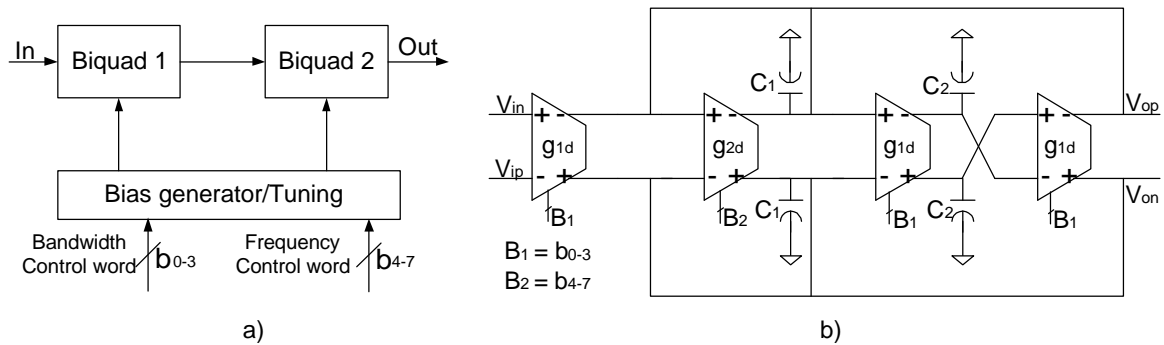 In
Biquad 1
Biquad 2
Out
Bias generator/Tuning
Bandwidth
Control word
b0-3
Frequency
Control word
b4-7
a)
Vin
Vip
+ -
- +
g1d
B1
+ -
- +
g2d
B2
C1
C1
+ -
- +
g1d
B1
C2
C2
+ -
- +
g1d
B1
Vop
Von
B1 = b0-3
B2 = b4-7
b)